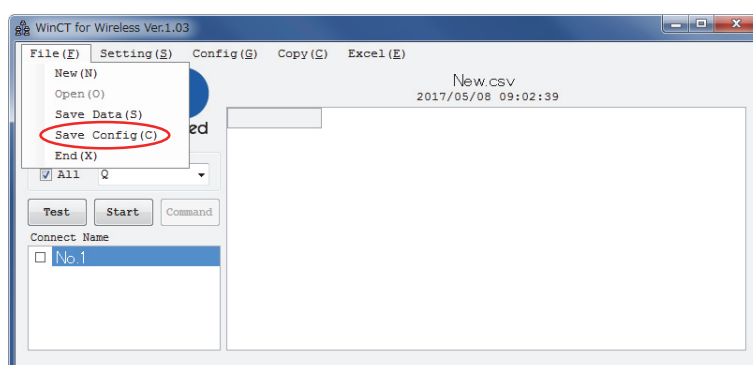 WinCT for Wireless Ver.1.03
File(F) Setting(S) Config(G) Copy(C) Excel(E)
New(N)
Open(O)
Save Data(S)
Save Config(C)
End(X)
New.csv
2017/05/08 09:02:39
ed
All Q
Test Start Command
Connect Name
No.1